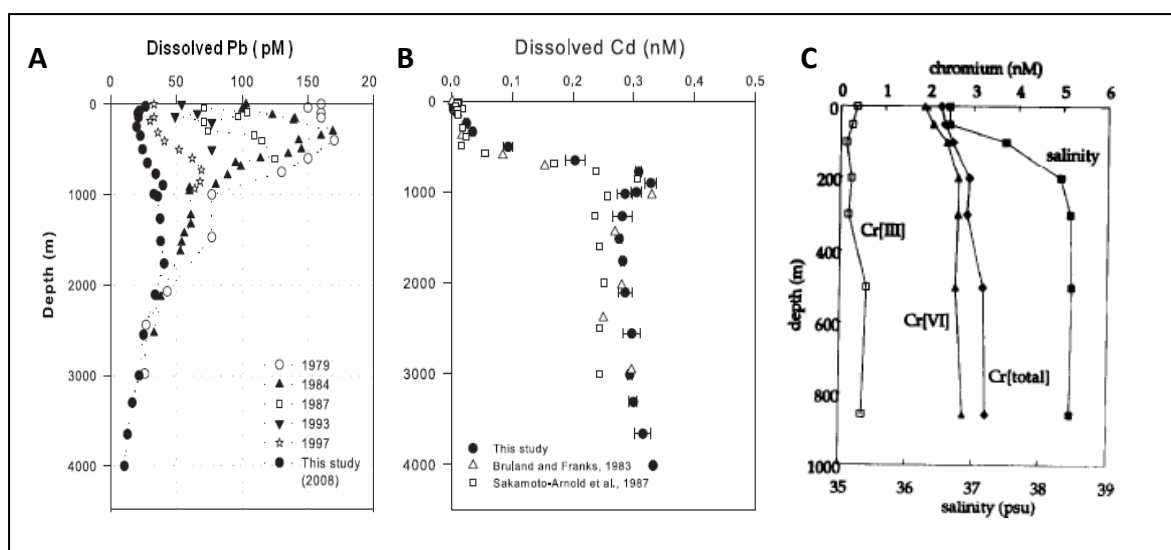 A
Dissolved Pb ( pM)
0 50 100 150 20
0
1000
2000
3000
4000
Depth (m)
1979
1984
1987
1993
1997
This study
(2008)
B
Dissolved Cd (nM)
0.0 0.1 0.2 0.3 0.4 0.5
0
1000
2000
3000
4000
This study
Bruland and Franks, 1983
Sakamoto-Arnold et al., 1987
C
chromium (nM)
0 1 2 3 4 5 6
0
200
400
600
800
1000
depth (m)
salinity
Cr[III]
Cr[VI]
Cr[total]
35 36 37 38 39
salinity (psu)